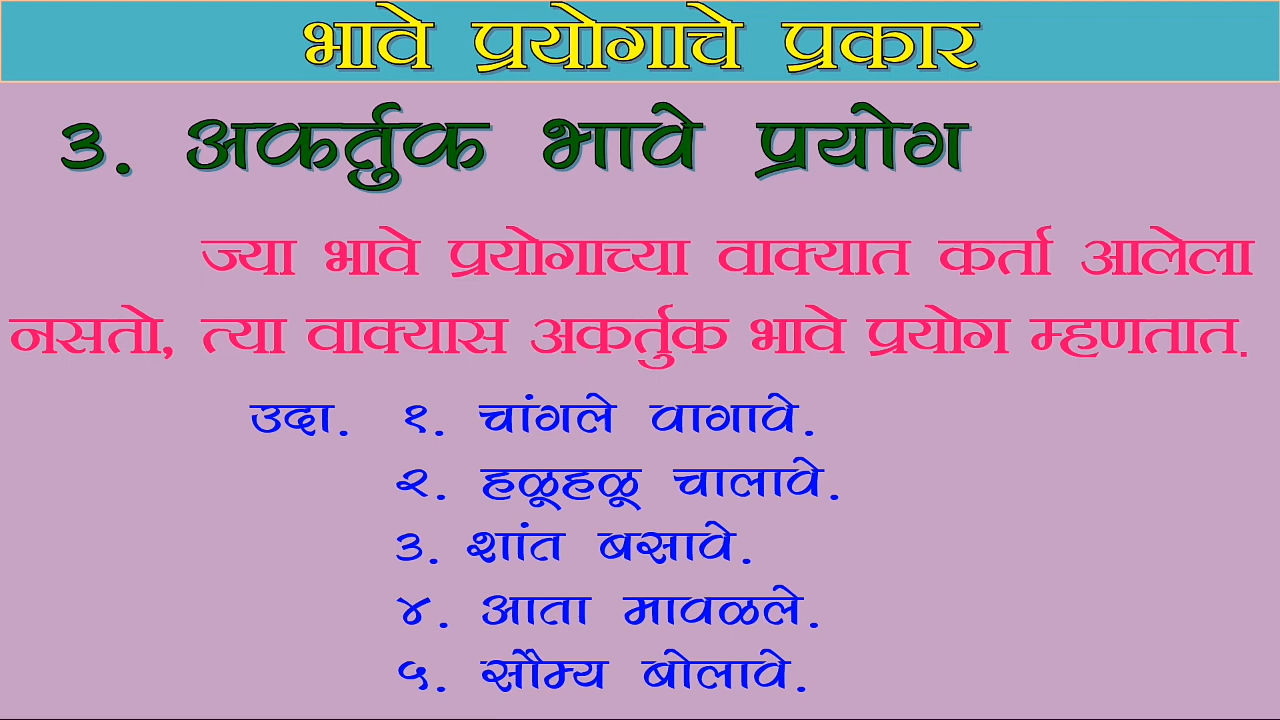 भावे प्रयोगाचे प्रकार
३. अकर्तुक भावे प्रयोग
ज्या भावे प्रयोगाच्या वाक्यात कर्ता आलेला
नसतो, त्या वाक्यास अकर्तुक भावे प्रयोग म्हणतात.
उदा. १. चांगले वागावे.
२. हळूहळू चालावे.
३. शांत बसावे.
४. आता मावळले.
५. सौम्य बोलावे.